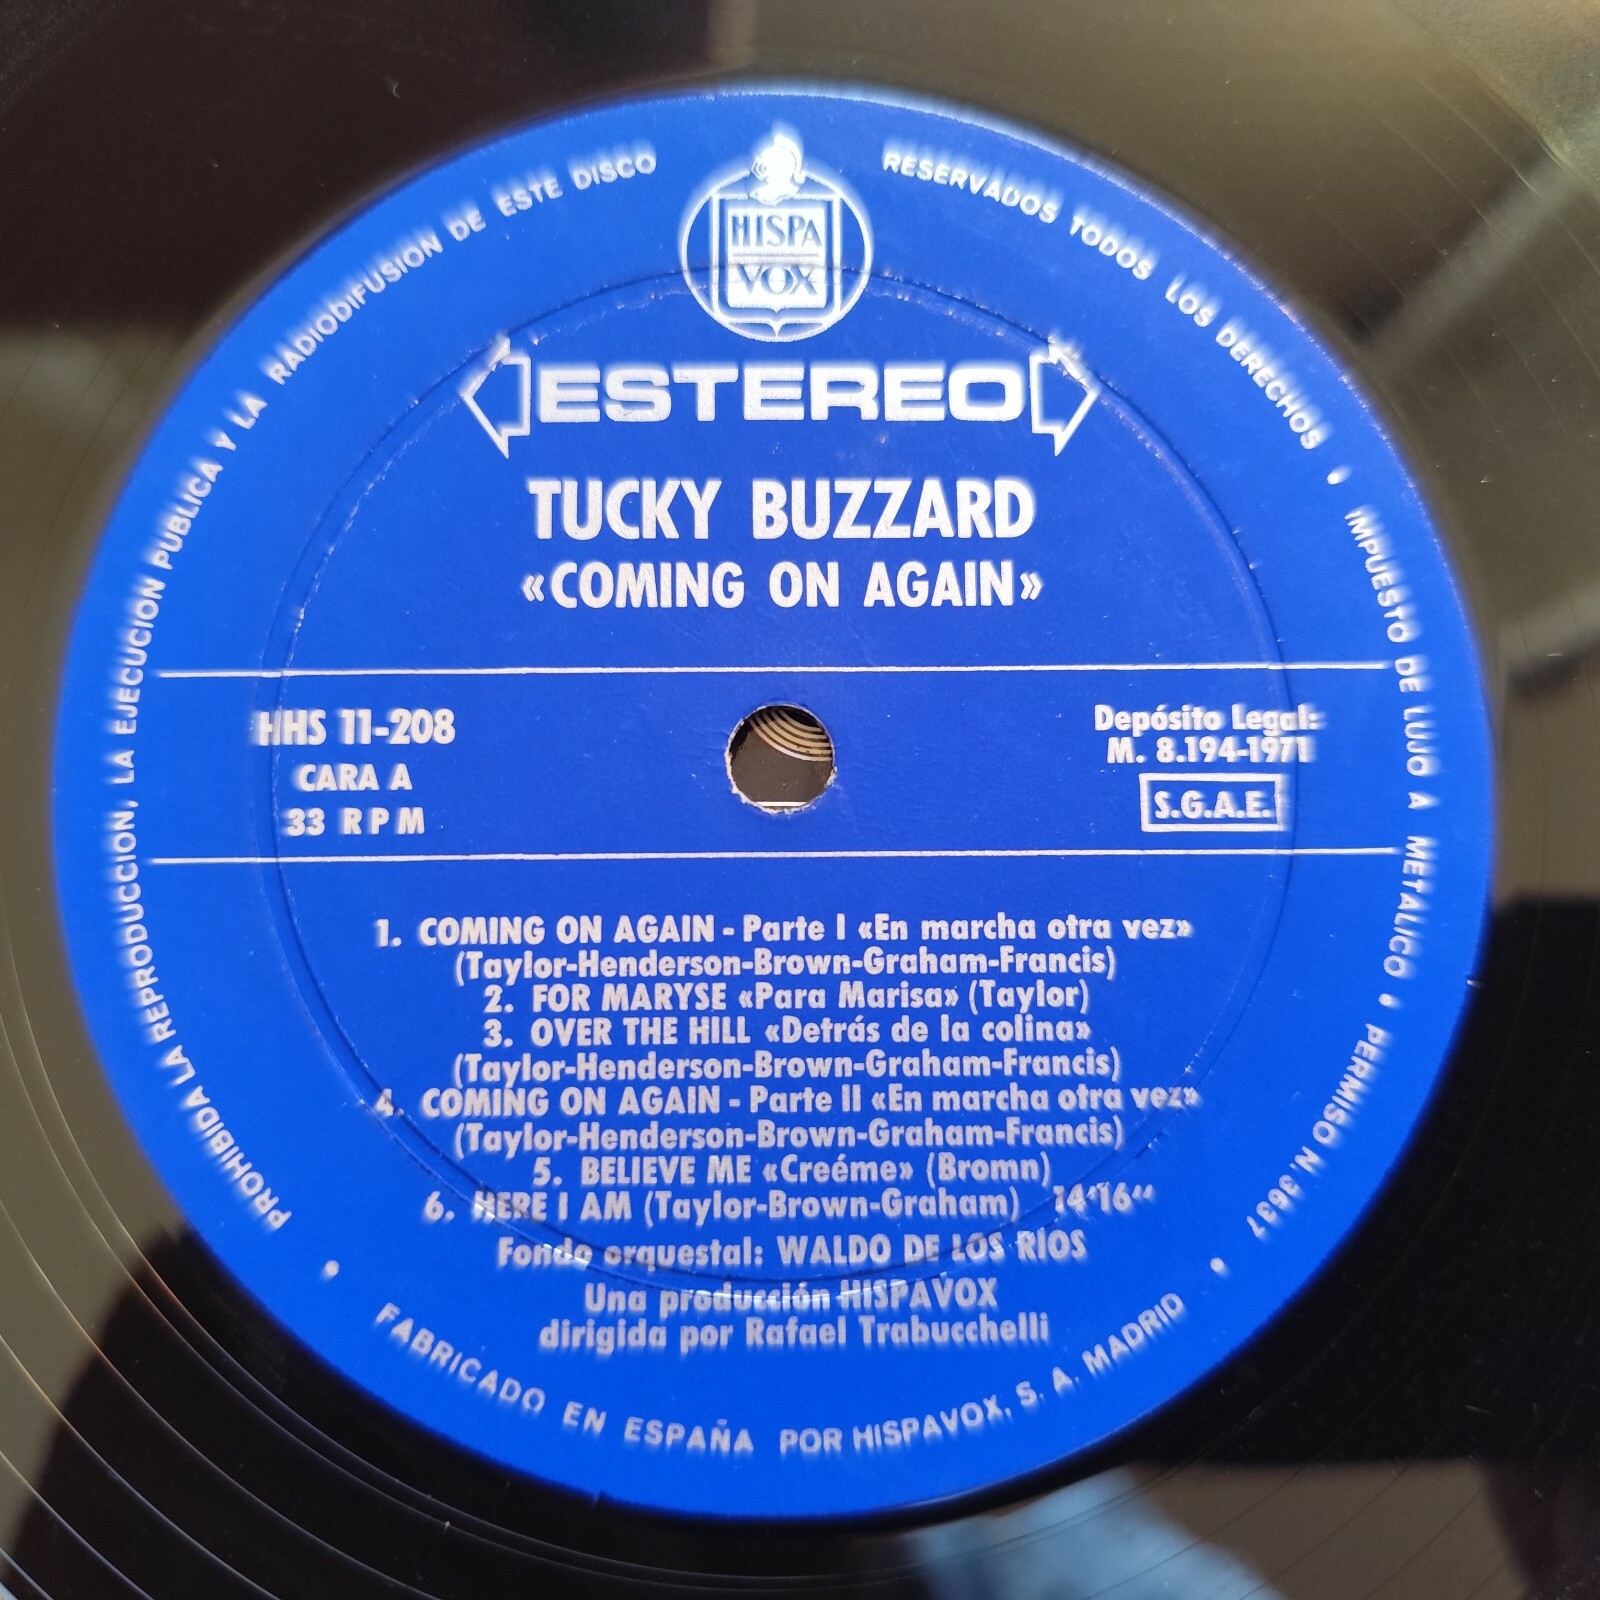 HISPA
VOX
ESTEREO
TUCKY BUZZARD
«COMING ON AGAIN»
HHS 11-208
CARA A
33 RPM
Depósito Legal:
M. 8.194-1971
S.G.A.E.
1. COMING ON AGAIN - Parte I «En marcha otra vez»
(Taylor-Henderson-Brown-Graham-Francis)
2. FOR MARYSE «Para Marisa» (Taylor)
3. OVER THE HILL «Detrás de la colina»
(Taylor-Henderson-Brown-Graham-Francis)
4. COMING ON AGAIN - Parte II «En marcha otra vez»
(Taylor-Henderson-Brown-Graham-Francis)
5. BELIEVE ME «Creéme» (Bromn)
6. HERE I AM (Taylor-Brown-Graham) 14'16"
Fondo orquestal: WALDO DE LOS RIOS
Una producción HISPAVOX
dirigida por Rafael Trabucchelli
PROHIBIDA LA REPRODUCCION, LA EJECUCION PUBLICA Y LA RADIODIFUSION DE ESTE DISCO
RESERVADOS TODOS LOS DERECHOS • IMPUESTO DE LUJO A METALICO • PERMISO N. 3637
• FABRICADO EN ESPAÑA POR HISPAVOX, S. A. MADRID •